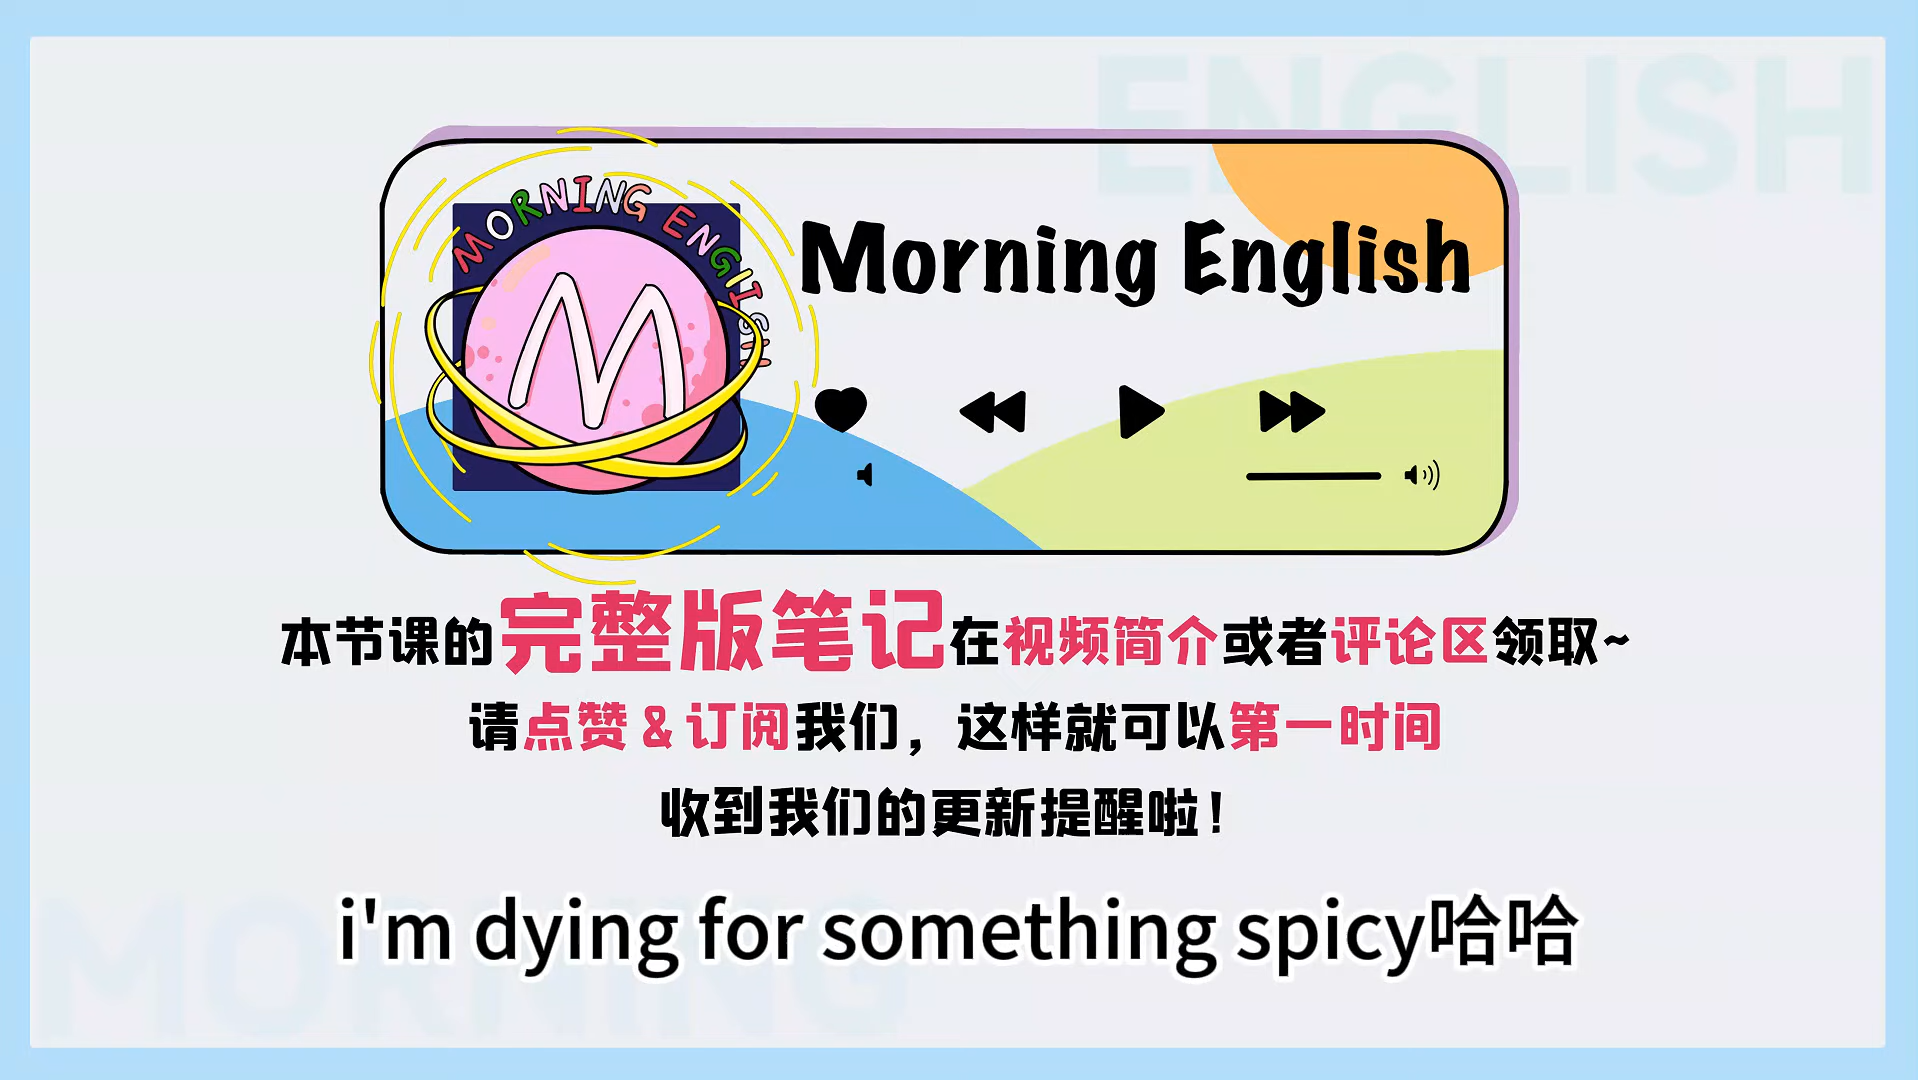 ENGLISH
MORNING ENGLISH
M
Morning English
本节课的完整版笔记在视频简介或者评论区领取~
请点赞&订阅我们，这样就可以第一时间
收到我们的更新提醒啦！
i'm dying for something spicy哈哈
MORNING